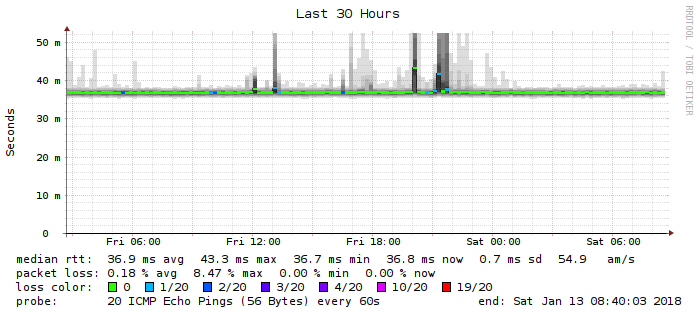 Last 30 Hours
RRDTOOL / TOBI OETIKER
Seconds
50 m
40 m
30 m
20 m
10 m
0
Fri 06:00 Fri 12:00 Fri 18:00 Sat 00:00 Sat 06:00
median rtt: 36.9 ms avg 43.3 ms max 36.7 ms min 36.8 ms now 0.7 ms sd 54.9 am/s
packet loss: 0.18 % avg 8.47 % max 0.00 % min 0.00 % now
loss color: 0 1/20 2/20 3/20 4/20 10/20 19/20
probe: 20 ICMP Echo Pings (56 Bytes) every 60s end: Sat Jan 13 08:40:03 2018